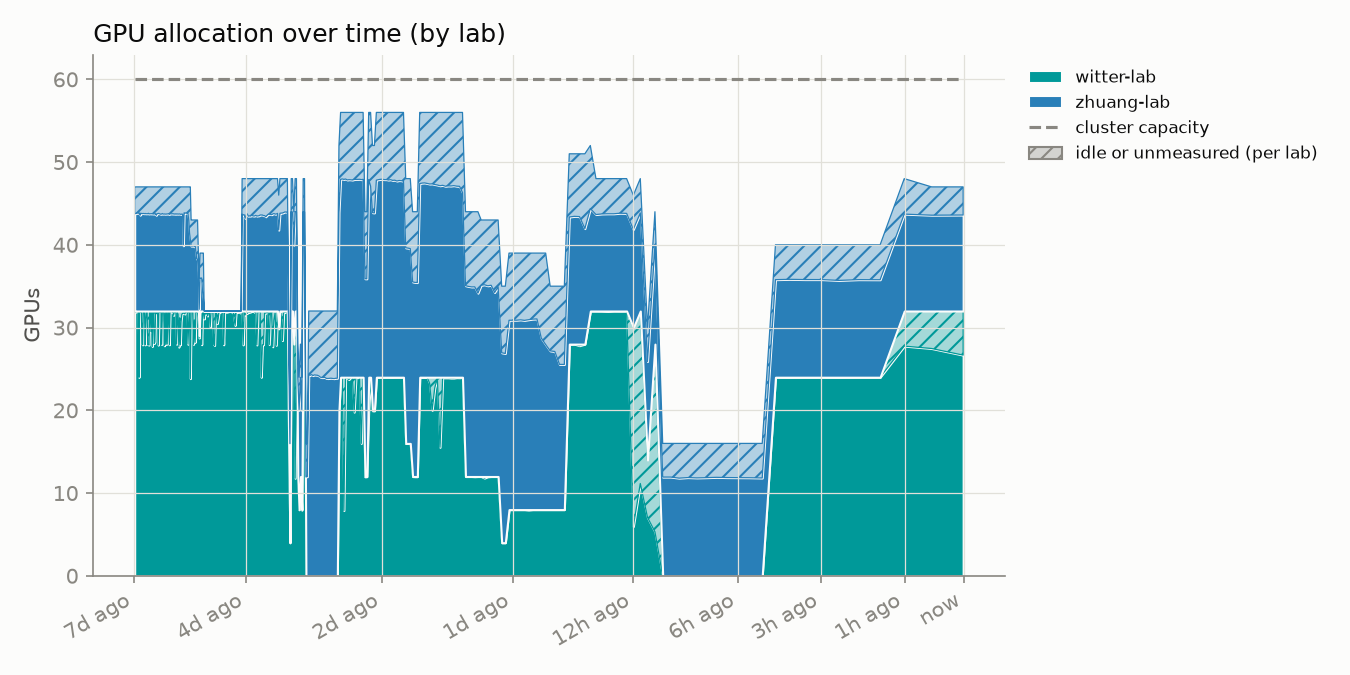 GPU allocation over time (by lab)
witter-lab
zhuang-lab
cluster capacity
idle or unmeasured (per lab)
GPUs
60
50
40
30
20
10
0
7d ago
4d ago
2d ago
1d ago
12h ago
6h ago
3h ago
1h ago
now